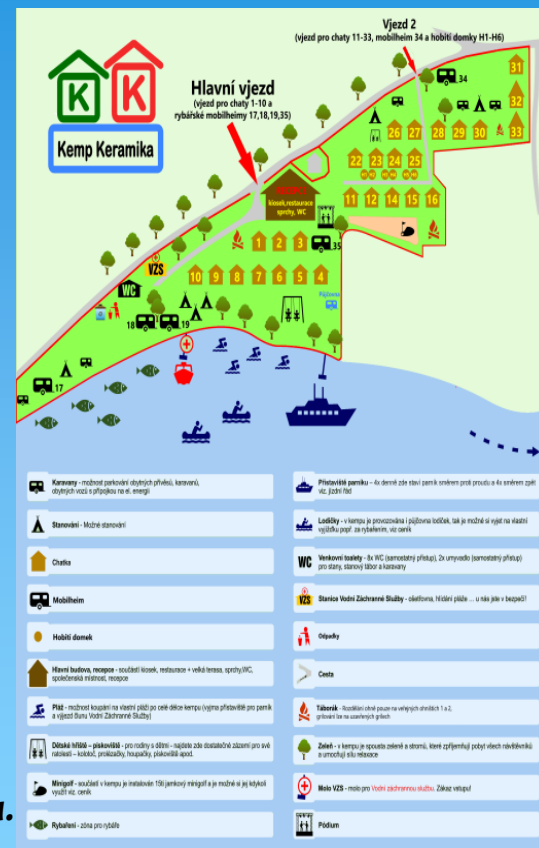 Vjezd 2
(vjezd pro chaty 11-33, mobilheim 34 a hobití domky H1-H6)
Hlavní vjezd
(vjezd pro chaty 1-10 a
rybářské mobilheimy 17,18,19,35)
K K
Kemp Keramika
34
31
32
33
26 27 28 29 30
22 23 24 25
11 12 14 15 16
kiosek,restaurace
sprchy, WC
1 2 3
35
10 9 8 7 6 5 4
VZS
WC
Půjčovna
18
19
17
Karavany - možnost parkování obytných přívěsů, karavanů,
obytných vozů s přípojkou na el. energii
Stanování - Možné stanování
Chatka
Mobilheim
Hobití domek
Hlavní budova, recepce - součástí kiosek, restaurace + velká terasa, sprchy,WC,
společenská místnost, recepce
Pláž - možnost koupání na vlastní pláži po celé délce kempu (vyjma přístaviště pro parník
a výjezd člunu Vodní Záchranné Služby)
Dětské hřiště – pískoviště - pro rodiny s dětmi - najdete zde dostatečné zázemí pro své
ratolesti – kolotoč, prolézačky, houpačky, pískoviště apod.
Minigolf - součástí v kempu je instalován 15ti jamkový minigolf a je možné si jej kdykoli
využít viz. ceník
Rybaření - zóna pro rybáře
Přístaviště parníku – 4x denně zde staví parník směrem proti proudu a 4x směrem zpět
viz. jízdní řád
Lodičky - v kempu je provozována i půjčovna lodiček, tak je možné si vyjet na vlastní
vyjížďku popř. za rybařením, viz ceník
WC
Venkovní toalety - 8x WC (samostatný přístup), 2x umyvadlo (samostatný přístup)
pro stany, stanový tábor a karavany
VZS
Stanice Vodní Záchranné Služby - ošetřovna, hlídání pláže ... u nás jste v bezpečí!
Odpadky
Cesta
Táborák - Rozdělání ohně pouze na veřejných ohništích 1 a 2,
grilování lze na uzavřených grilech
Zeleň - v kempu je spousta zeleně a stromů, které zpříjemňují pobyt všech návštěvníků
a umocňují sílu relaxace
Molo VZS - molo pro Vodní záchrannou službu. Zákaz vstupu!
Pódium